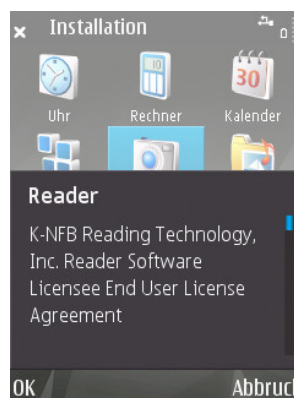 Installation
30
Uhr
Rechner
Kalender
Reader
K-NFB Reading Technology,
Inc. Reader Software
Licensee End User License
Agreement
OK
Abbruch